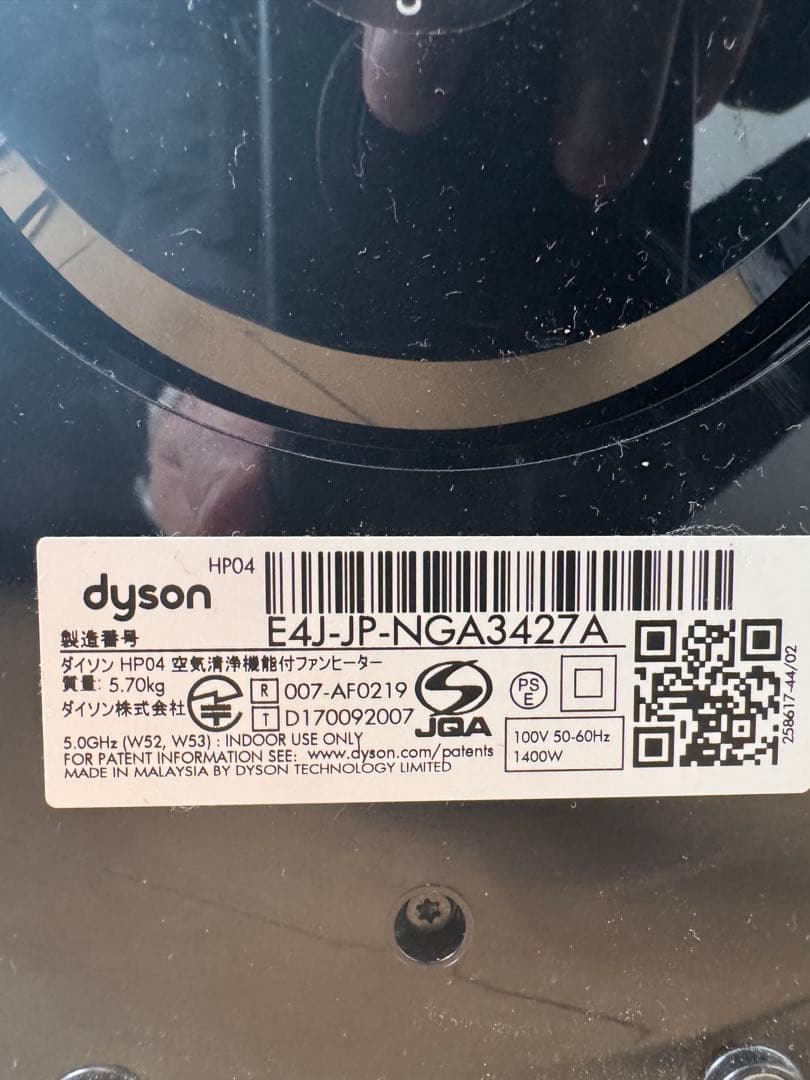 dyson HP04
製造番号 E4J-JP-NGA3427A
ダイソン HP04 空気清浄機能付ファンヒーター
質量: 5.70kg
ダイソン株式会社
R 007-AF0219
T D170092007
JQA
PS
E
100V 50-60Hz
1400W
5.0GHz (W52, W53) : INDOOR USE ONLY
FOR PATENT INFORMATION SEE: www.dyson.com/patents
MADE IN MALAYSIA BY DYSON TECHNOLOGY LIMITED
258617-44/02